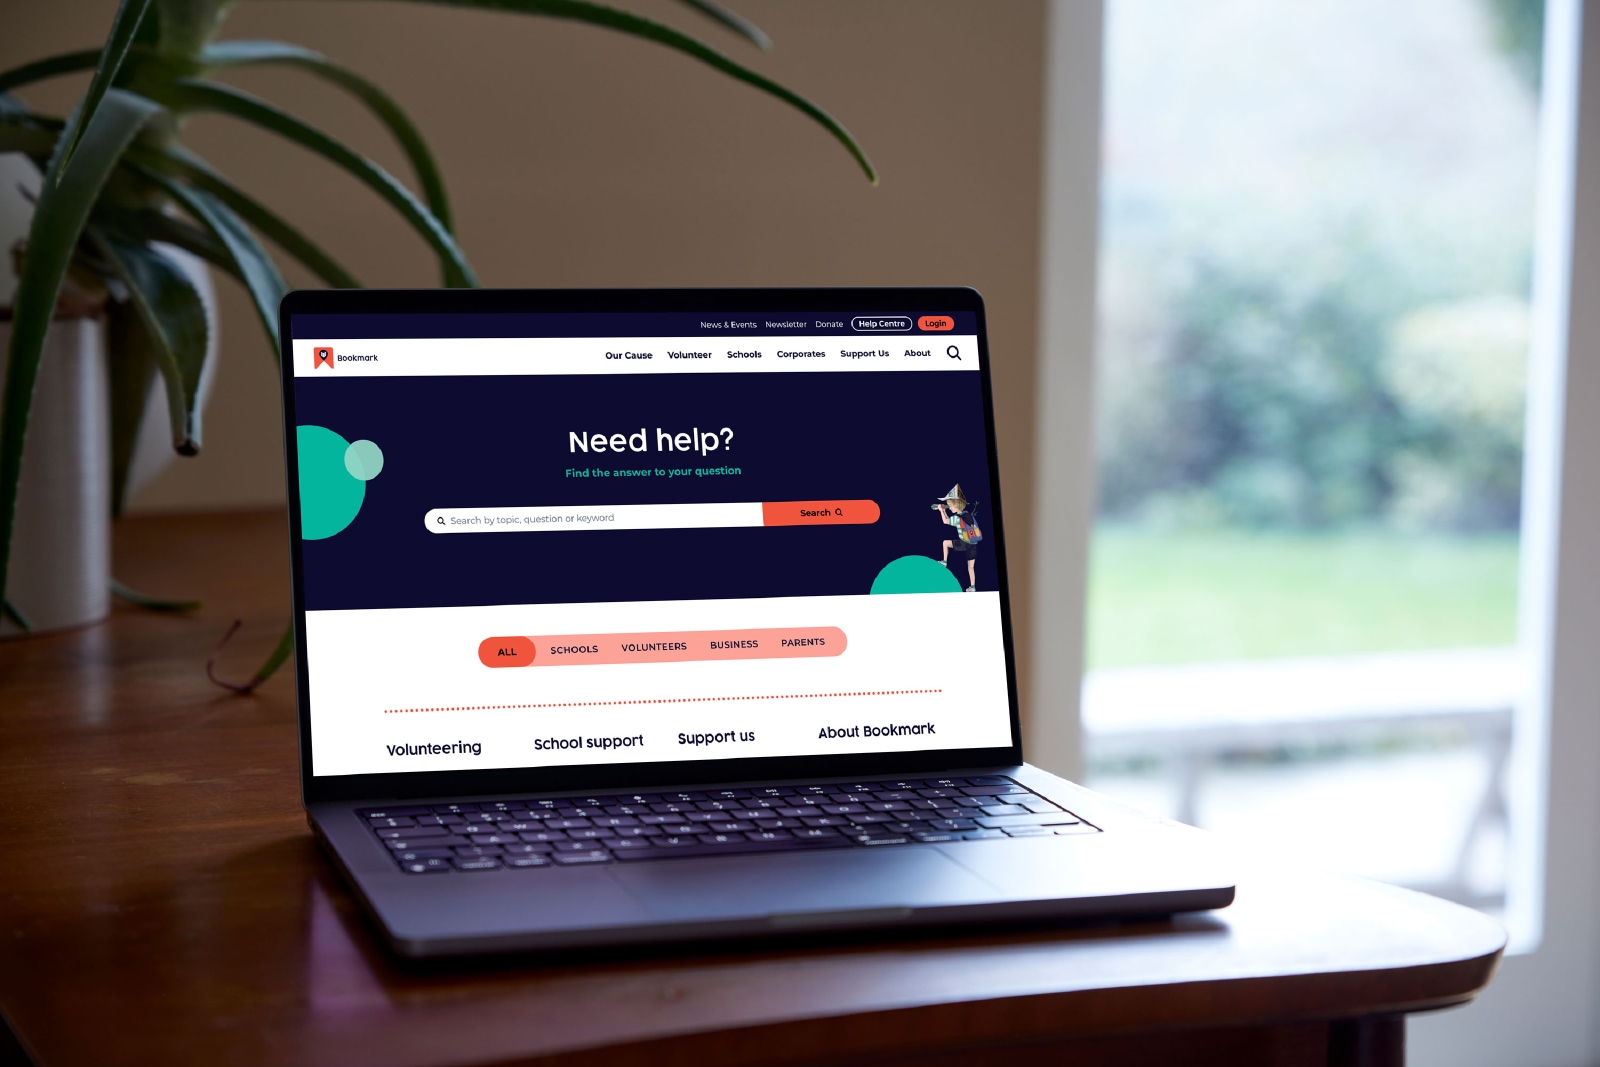 News & Events Newsletter Donate Help Centre Login
Bookmark Our Cause Volunteer Schools Corporates Support Us About
Need help?
Find the answer to your question
Search by topic, question or keyword Search
ALL SCHOOLS VOLUNTEERS BUSINESS PARENTS
Volunteering School support Support us About Bookmark